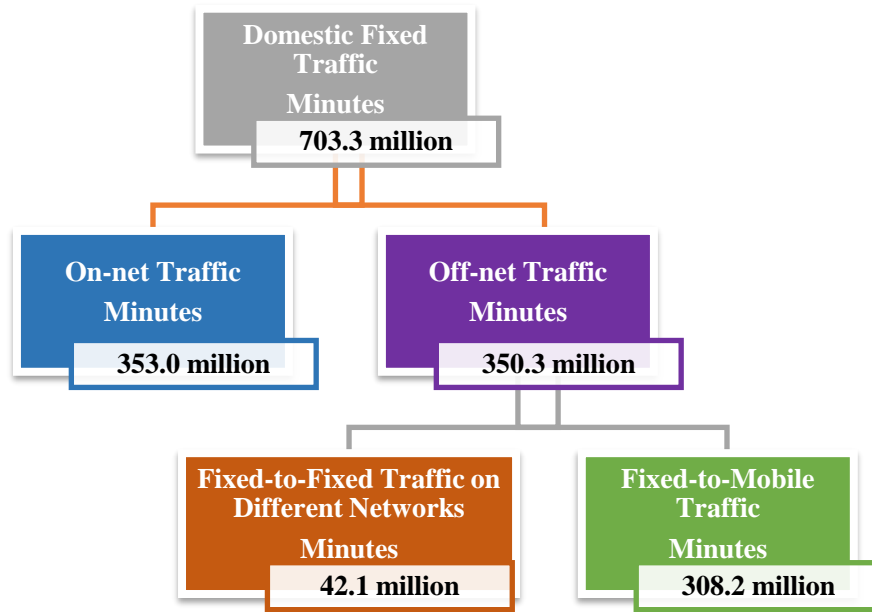 Domestic Fixed
Traffic
Minutes
703.3 million
On-net Traffic
Minutes
353.0 million
Off-net Traffic
Minutes
350.3 million
Fixed-to-Fixed Traffic on
Different Networks
Minutes
42.1 million
Fixed-to-Mobile
Traffic
Minutes
308.2 million